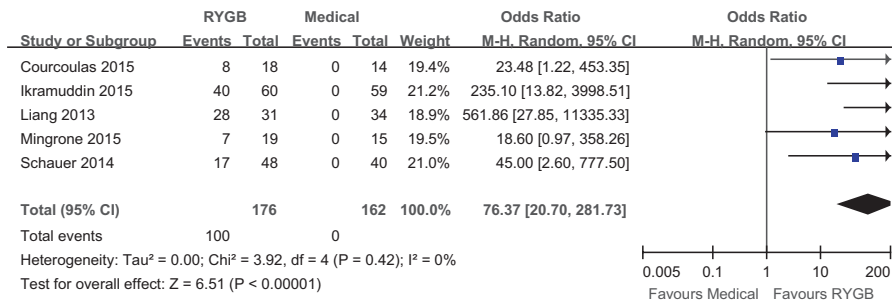 RYGB Medical Odds Ratio Odds Ratio
Study or Subgroup Events Total Events Total Weight M-H. Random. 95% CI M-H. Random. 95% CI
Courcoulas 2015 8 18 0 14 19.4% 23.48 [1.22, 453.35]
Ikramuddin 2015 40 60 0 59 21.2% 235.10 [13.82, 3998.51]
Liang 2013 28 31 0 34 18.9% 561.86 [27.85, 11335.33]
Mingrone 2015 7 19 0 15 19.5% 18.60 [0.97, 358.26]
Schauer 2014 17 48 0 40 21.0% 45.00 [2.60, 777.50]
Total (95% CI) 176 162 100.0% 76.37 [20.70, 281.73]
Total events 100 0
Heterogeneity: Tau² = 0.00; Chi² = 3.92, df = 4 (P = 0.42); I² = 0%
Test for overall effect: Z = 6.51 (P < 0.00001)
0.005 0.1 1 10 200
Favours Medical Favours RYGB